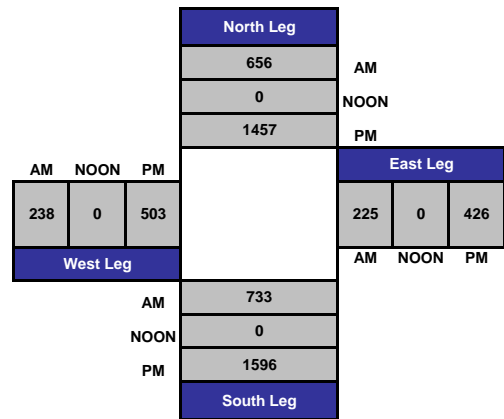 North Leg
656 AM
0 NOON
1457 PM
AM NOON PM
East Leg
238 0 503
225 0 426
West Leg
AM NOON PM
AM 733
NOON 0
PM 1596
South Leg